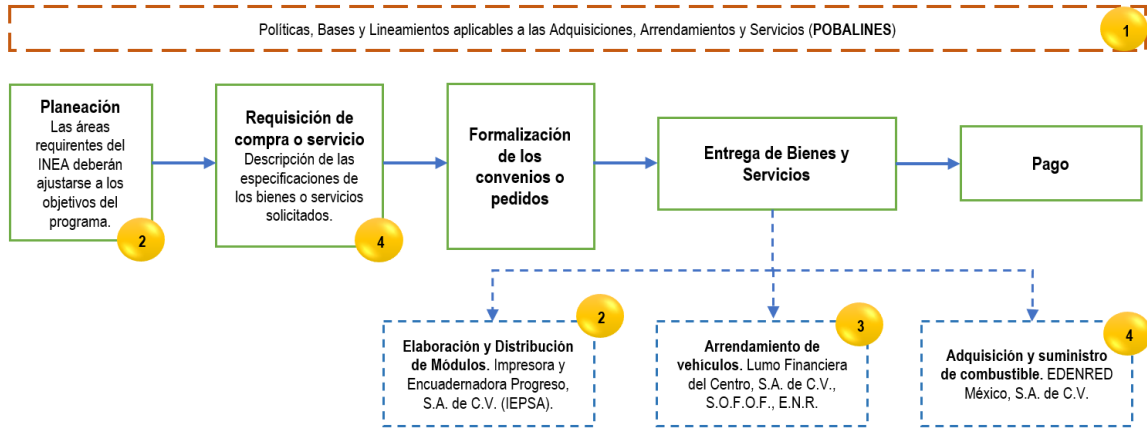 Políticas, Bases y Lineamientos aplicables a las Adquisiciones, Arrendamientos y Servicios (POBALINES)
1
Planeación
Las áreas
requirentes del
INEA deberán
ajustarse a los
objetivos del
programa.
2
Requisición de
compra o servicio
Descripción de las
especificaciones de
los bienes o servicios
solicitados.
4
Formalización
de los
convenios o
pedidos
Entrega de Bienes y
Servicios
Pago
Elaboración y Distribución
de Módulos. Impresora y
Encuadernadora Progreso,
S.A. de C.V. (IEPSA).
2
Arrendamiento de
vehículos. Lumo Financiera
del Centro, S.A. de C.V.,
S.O.F.O.F., E.N.R.
3
Adquisición y suministro
de combustible. EDENRED
México, S.A. de C.V.
4